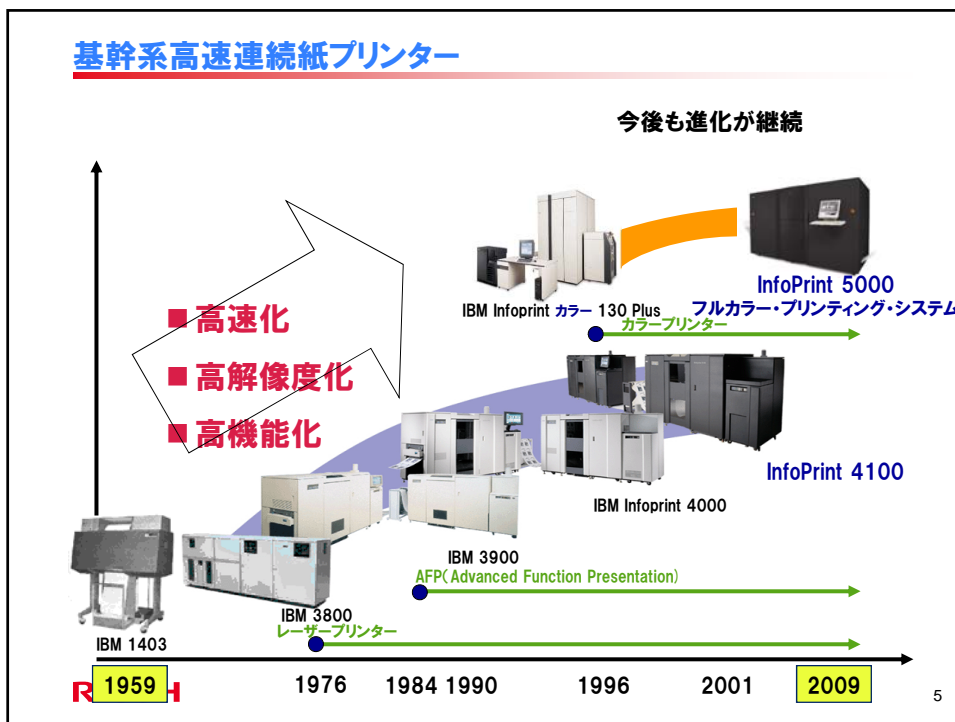 基幹系高速連続紙プリンター
今後も進化が継続
■ 高速化
■ 高解像度化
■ 高機能化
InfoPrint 5000
フルカラー・プリンティング・システム
IBM Infoprint カラー 130 Plus
カラープリンター
InfoPrint 4100
IBM Infoprint 4000
IBM 3900
AFP(Advanced Function Presentation)
IBM 3800
レーザープリンター
IBM 1403
1959
1976
1984
1990
1996
2001
2009
5